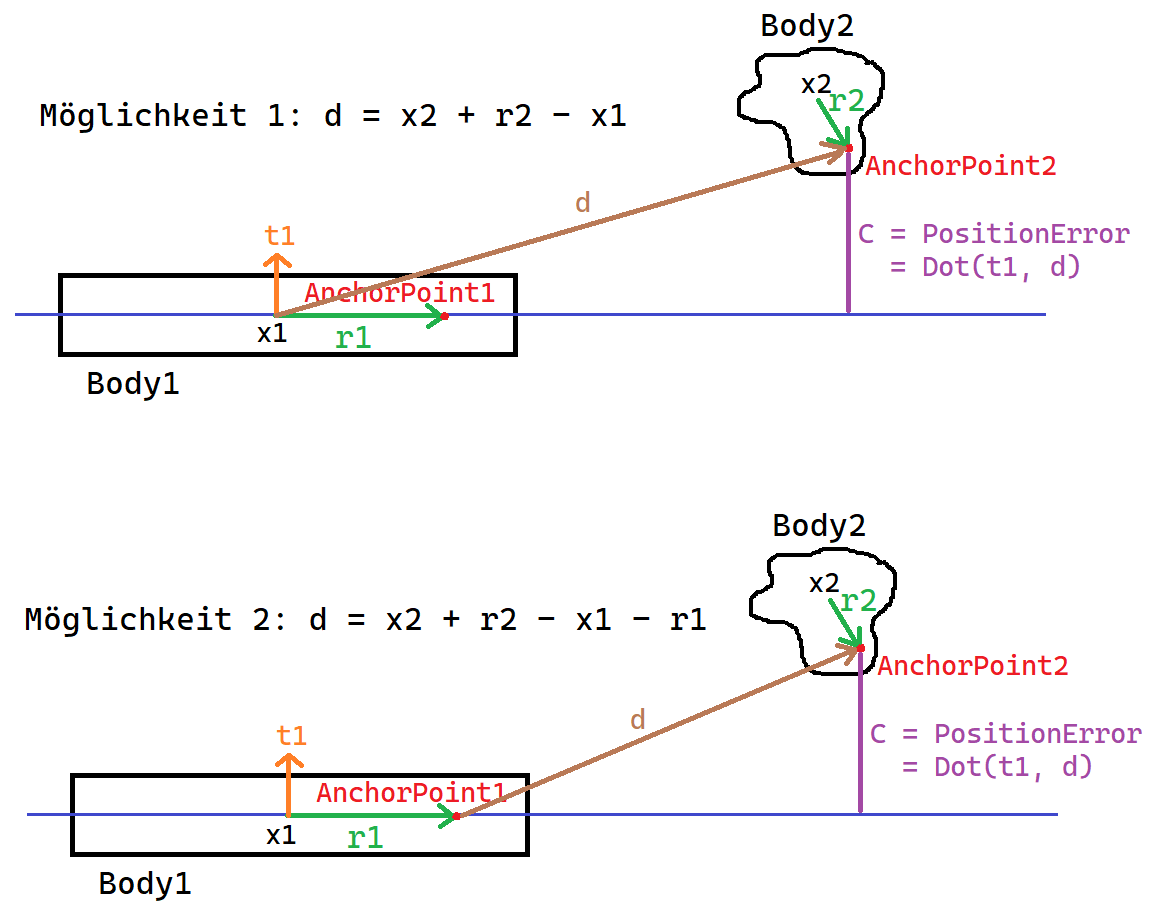 Body2
x2
r2
Möglichkeit 1: d = x2 + r2 - x1
AnchorPoint2
d
t1
C = PositionError
= Dot(t1, d)
AnchorPoint1
x1
r1
Body1
Body2
x2
r2
Möglichkeit 2: d = x2 + r2 - x1 - r1
AnchorPoint2
d
t1
C = PositionError
= Dot(t1, d)
AnchorPoint1
x1
r1
Body1